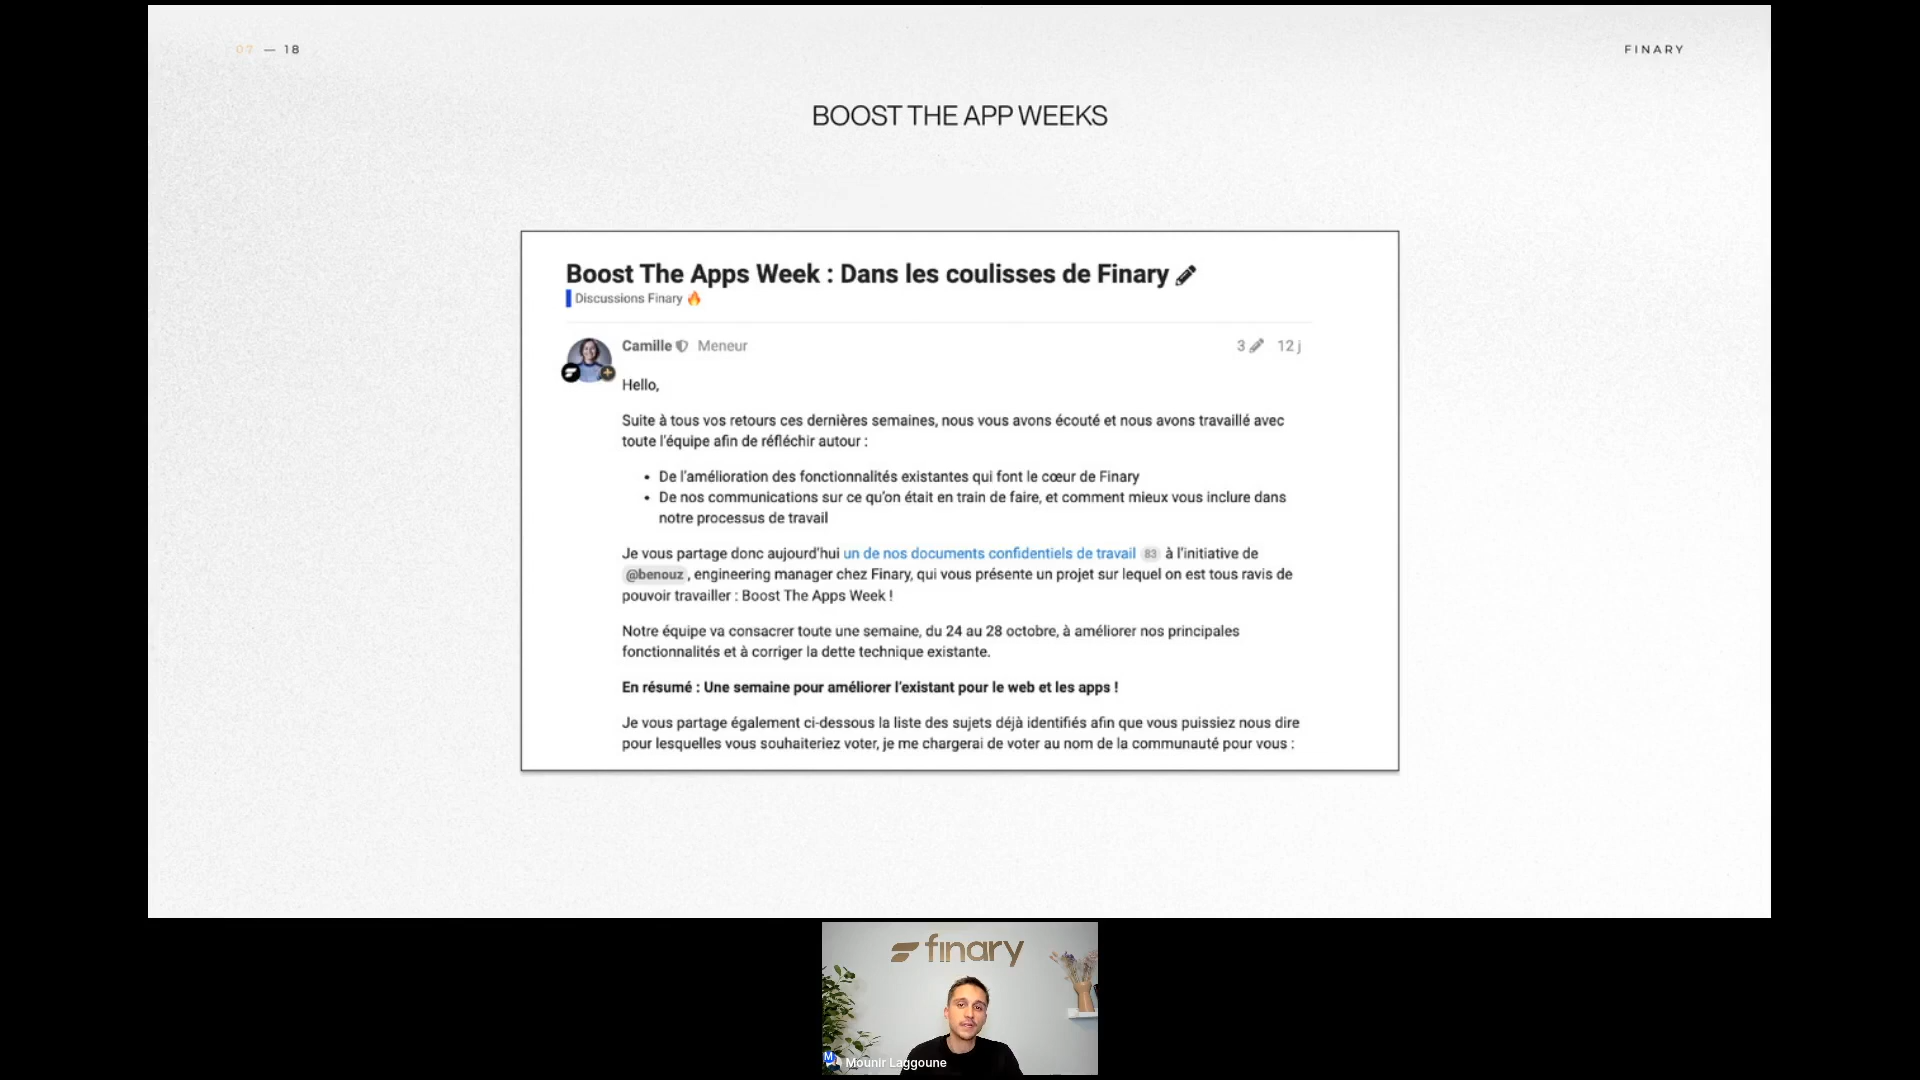 07 — 18
FINARY
BOOST THE APP WEEKS
Boost The Apps Week : Dans les coulisses de Finary
Discussions Finary 🔥
Camille Meneur
3 12 j
Hello,
Suite à tous vos retours ces dernières semaines, nous vous avons écouté et nous avons travaillé avec
toute l'équipe afin de réfléchir autour :
• De l'amélioration des fonctionnalités existantes qui font le cœur de Finary
• De nos communications sur ce qu'on était en train de faire, et comment mieux vous inclure dans
notre processus de travail
Je vous partage donc aujourd'hui un de nos documents confidentiels de travail 83 à l'initiative de
@benouz, engineering manager chez Finary, qui vous présente un projet sur lequel on est tous ravis de
pouvoir travailler : Boost The Apps Week !
Notre équipe va consacrer toute une semaine, du 24 au 28 octobre, à améliorer nos principales
fonctionnalités et à corriger la dette technique existante.
En résumé : Une semaine pour améliorer l'existant pour le web et les apps !
Je vous partage également ci-dessous la liste des sujets déjà identifiés afin que vous puissiez nous dire
pour lesquelles vous souhaiteriez voter, je me chargerai de voter au nom de la communauté pour vous :
finary
M
Mounir Laggoune